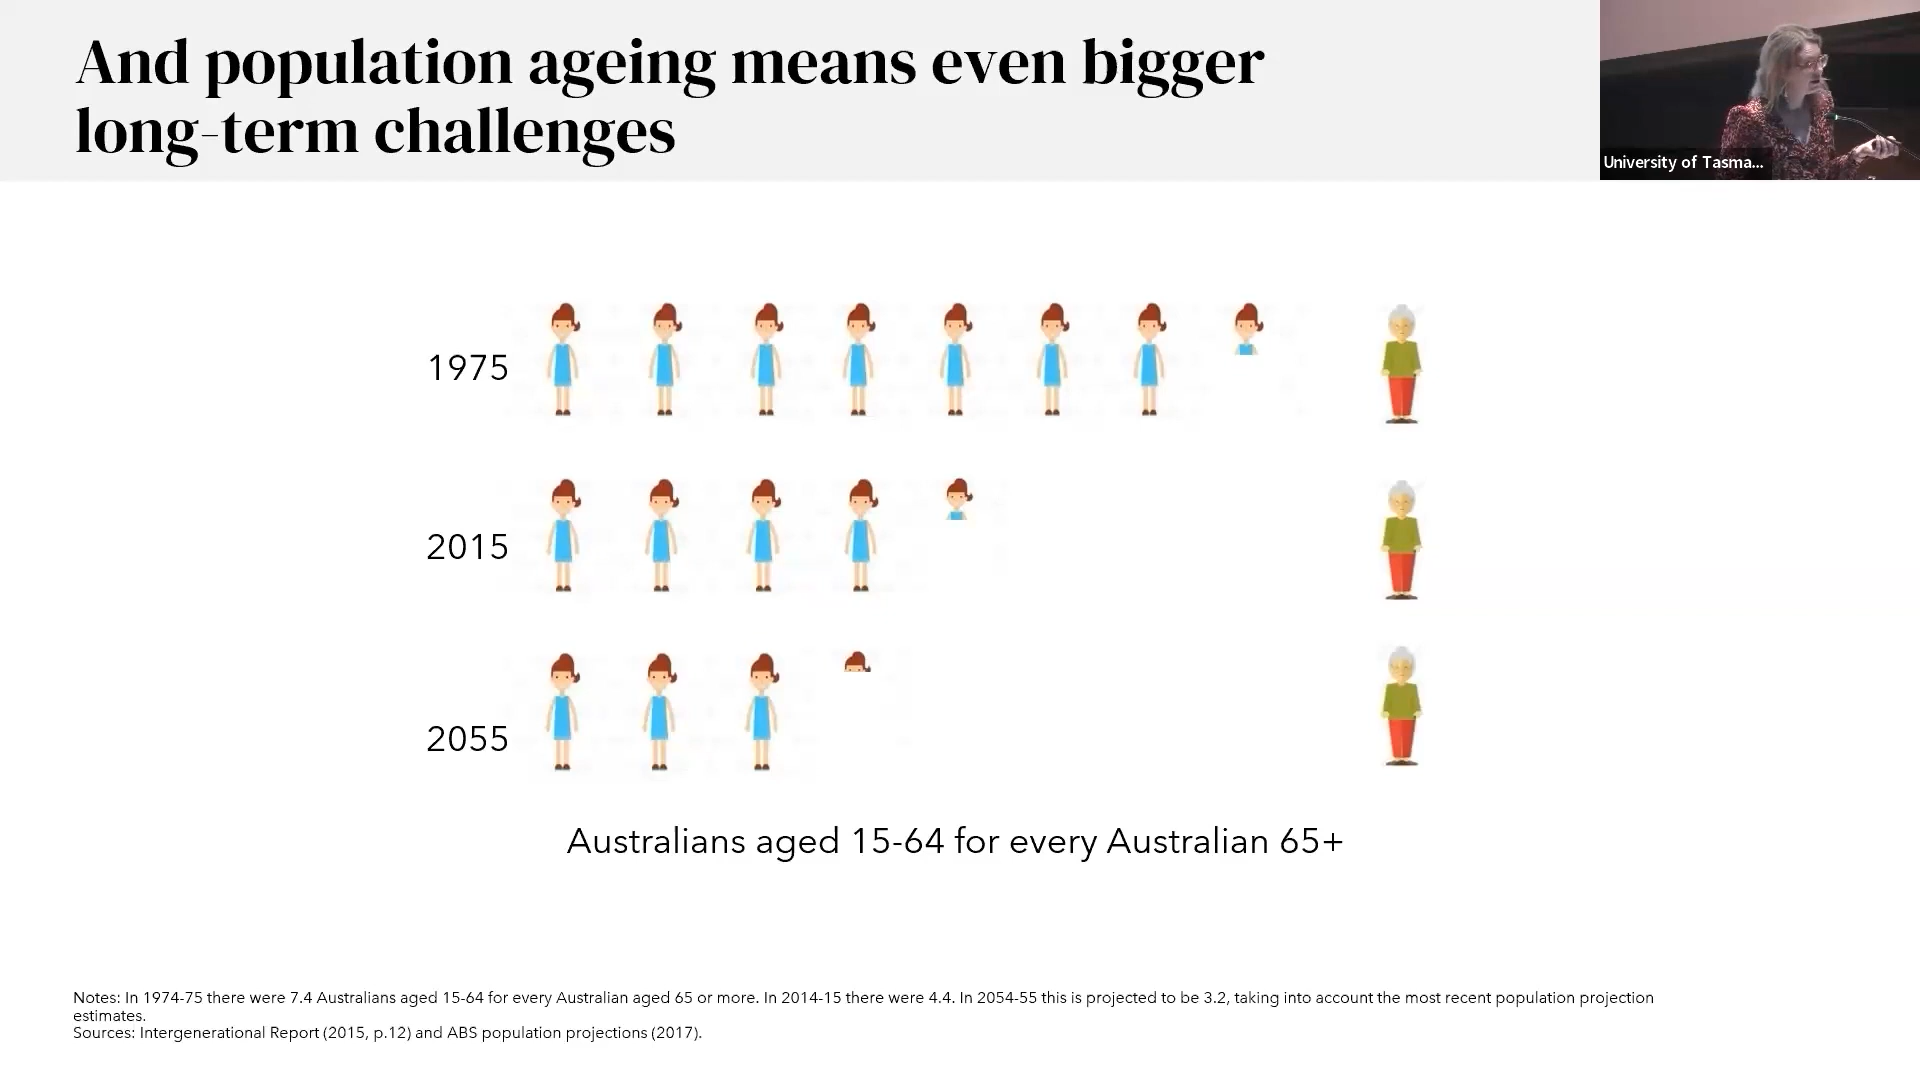 And population ageing means even bigger
long-term challenges
University of Tasma...
1975
2015
2055
Australians aged 15-64 for every Australian 65+
Notes: In 1974-75 there were 7.4 Australians aged 15-64 for every Australian aged 65 or more. In 2014-15 there were 4.4. In 2054-55 this is projected to be 3.2, taking into account the most recent population projection
estimates.
Sources: Intergenerational Report (2015, p.12) and ABS population projections (2017).